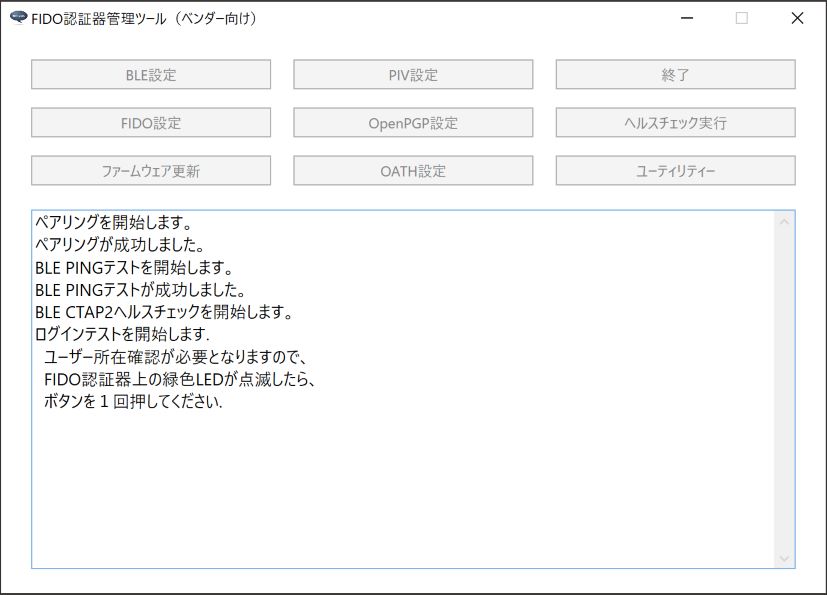 FIDO認証器管理ツール（ベンダー向け）
BLE設定
PIV設定
終了
FIDO設定
OpenPGP設定
ヘルスチェック実行
ファームウェア更新
OATH設定
ユーティリティー
ペアリングを開始します。
ペアリングが成功しました。
BLE PINGテストを開始します。
BLE PINGテストが成功しました。
BLE CTAP2ヘルスチェックを開始します。
ログインテストを開始します.
ユーザー所在確認が必要となりますので、
FIDO認証器上の緑色LEDが点滅したら、
ボタンを１回押してください.